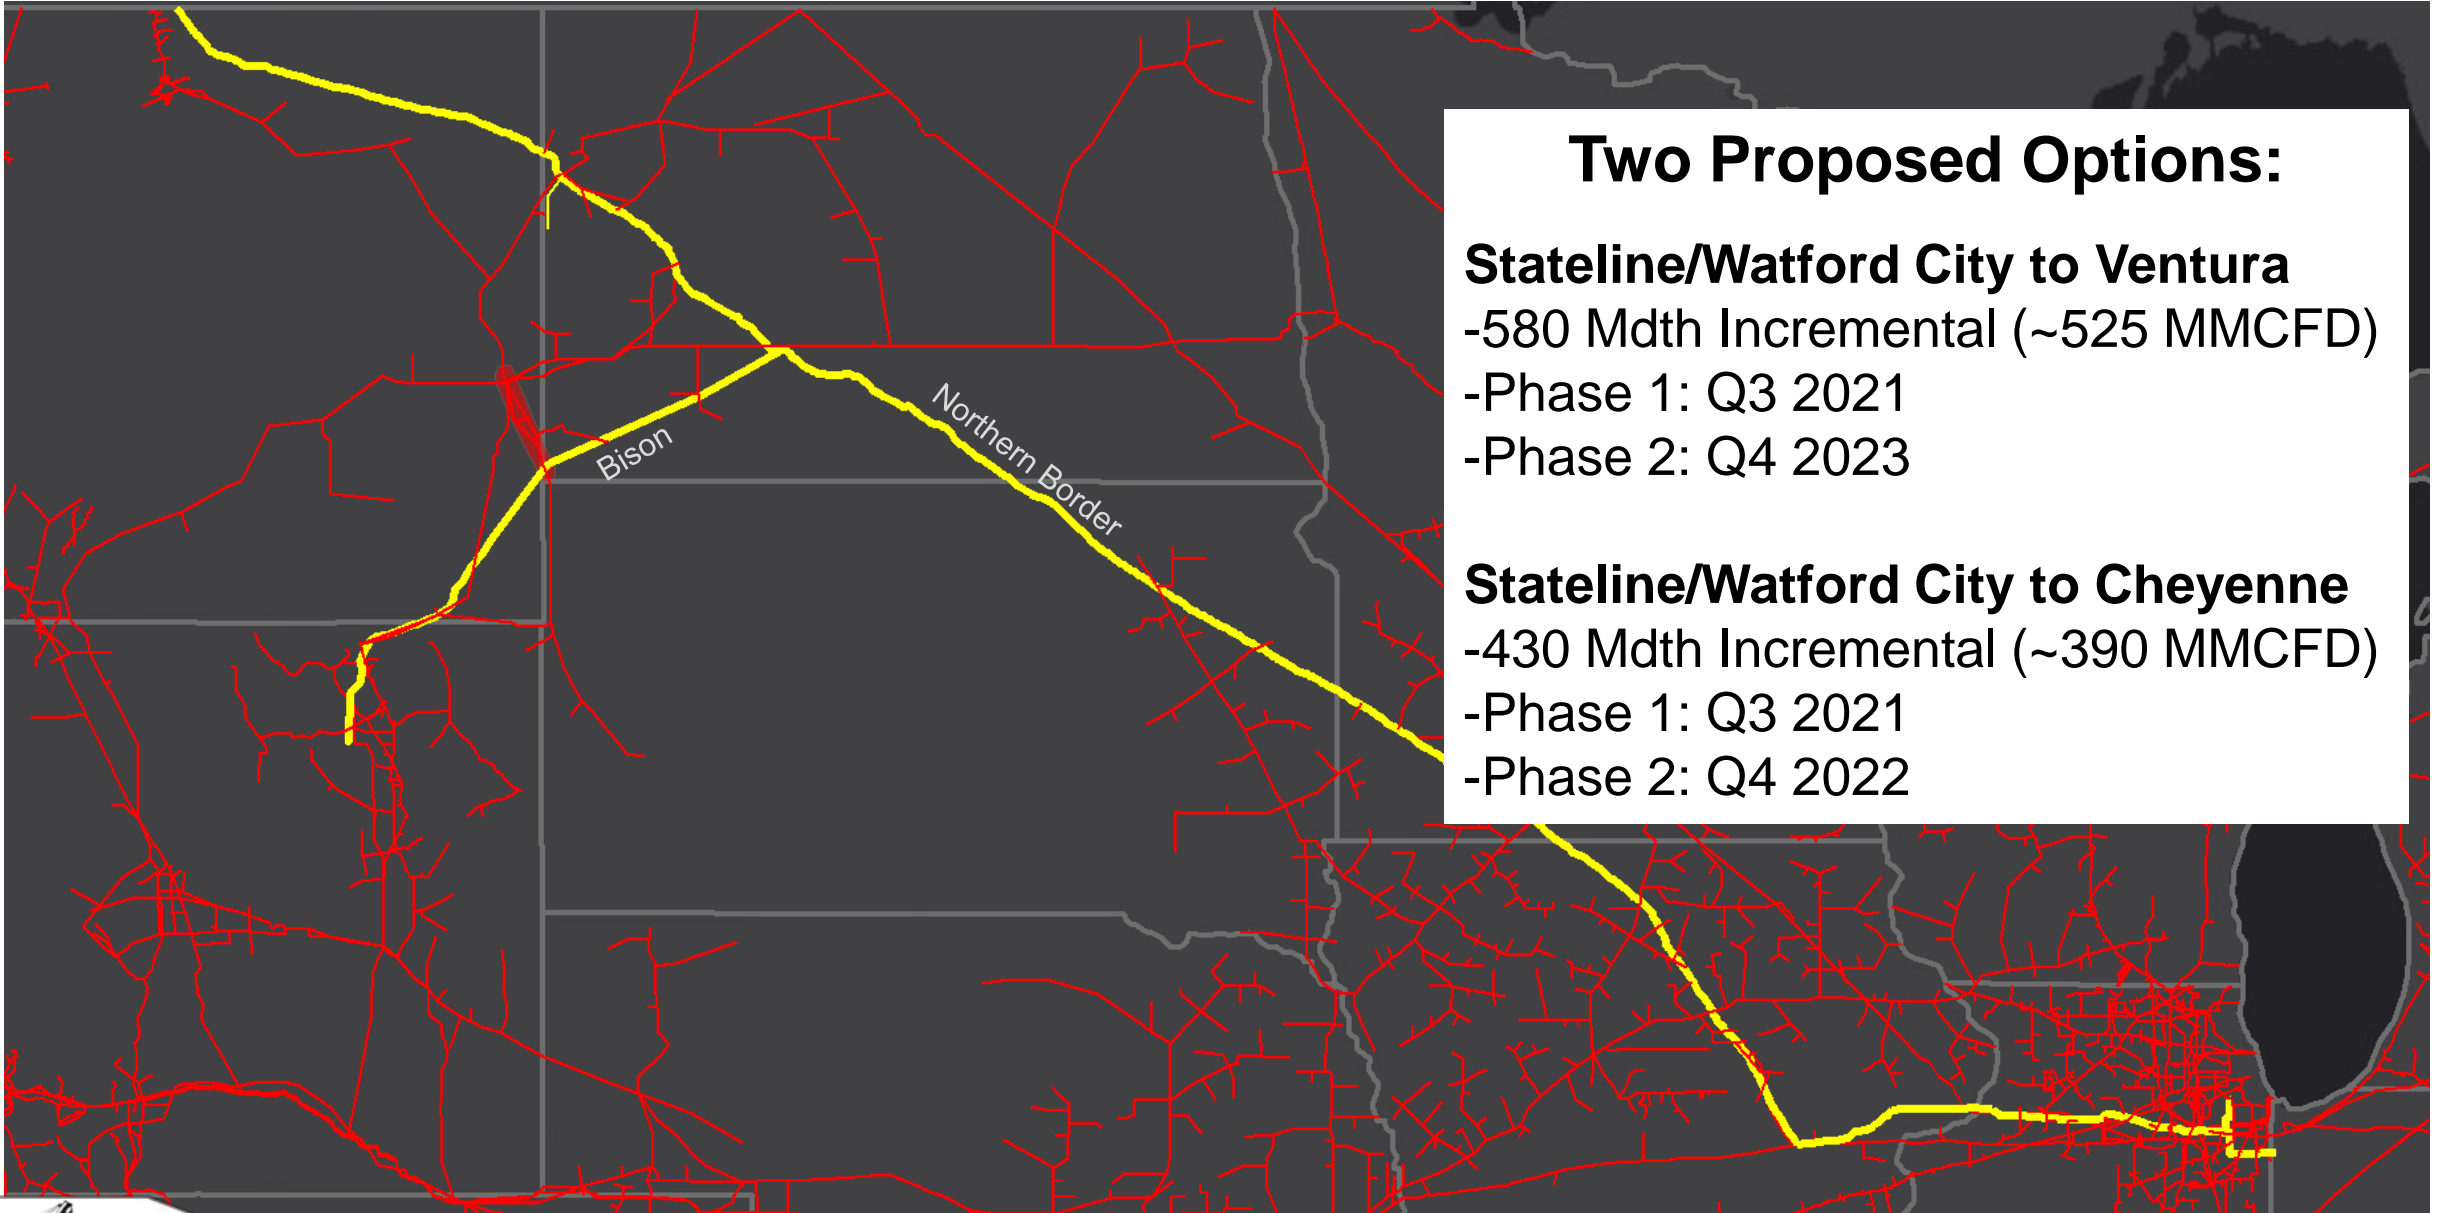 Two Proposed Options:
Stateline/Watford City to Ventura
-580 Mdth Incremental (~525 MMCFD)
-Phase 1: Q3 2021
-Phase 2: Q4 2023
Stateline/Watford City to Cheyenne
-430 Mdth Incremental (~390 MMCFD)
-Phase 1: Q3 2021
-Phase 2: Q4 2022
Northern Border
Bison